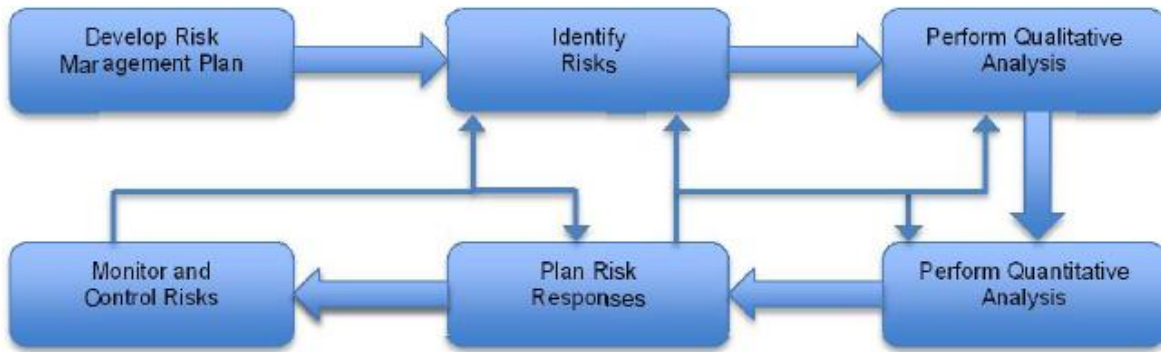 Develop Risk
Management Plan
Identify
Risks
Perform Qualitative
Analysis
Monitor and
Control Risks
Plan Risk
Responses
Perform Quantitative
Analysis